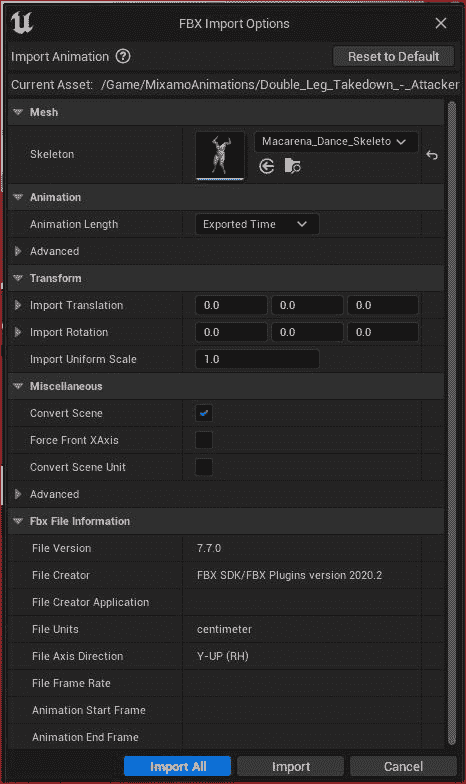 FBX Import Options
Import Animation ?
Reset to Default
Current Asset: /Game/MixamoAnimations/Double_Leg_Takedown_-_Attacker
Mesh
Skeleton
Macarena_Dance_Skeleto
Animation
Animation Length
Exported Time
Advanced
Transform
Import Translation 0.0 0.0 0.0
Import Rotation 0.0 0.0 0.0
Import Uniform Scale 1.0
Miscellaneous
Convert Scene
Force Front XAxis
Convert Scene Unit
Advanced
Fbx File Information
File Version 7.7.0
File Creator FBX SDK/FBX Plugins version 2020.2
File Creator Application
File Units centimeter
File Axis Direction Y-UP (RH)
File Frame Rate
Animation Start Frame
Animation End Frame
Import All Import Cancel